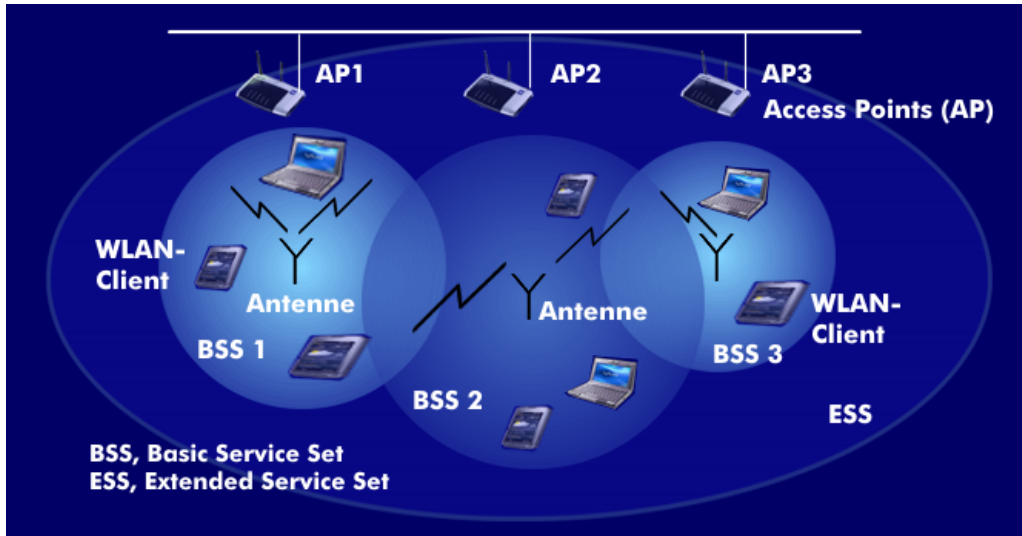 AP1
AP2
AP3
Access Points (AP)
WLAN-
Client
Antenne
Antenne
WLAN-
Client
BSS 1
BSS 3
BSS 2
ESS
BSS, Basic Service Set
ESS, Extended Service Set